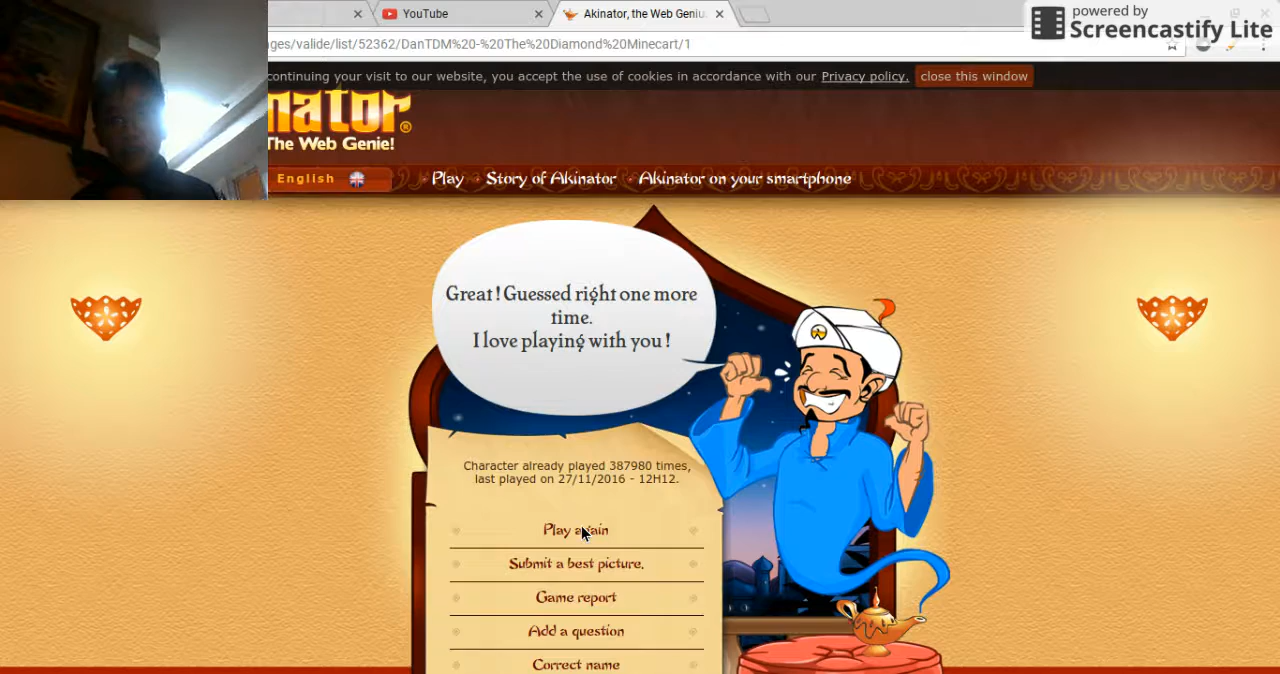 YouTube
Akinator, the Web Geniu
powered by
Screencastify Lite
ges/valide/list/52362/DanTDM%20-%20The%20Diamond%20Minecart/1
continuing your visit to our website, you accept the use of cookies in accordance with our Privacy policy. close this window
nator®
The Web Genie!
English
Play
Story of Akinator
Akinator on your smartphone
Great ! Guessed right one more
time.
I love playing with you !
Character already played 387980 times,
last played on 27/11/2016 - 12H12.
Play again
Submit a best picture.
Game report
Add a question
Correct name